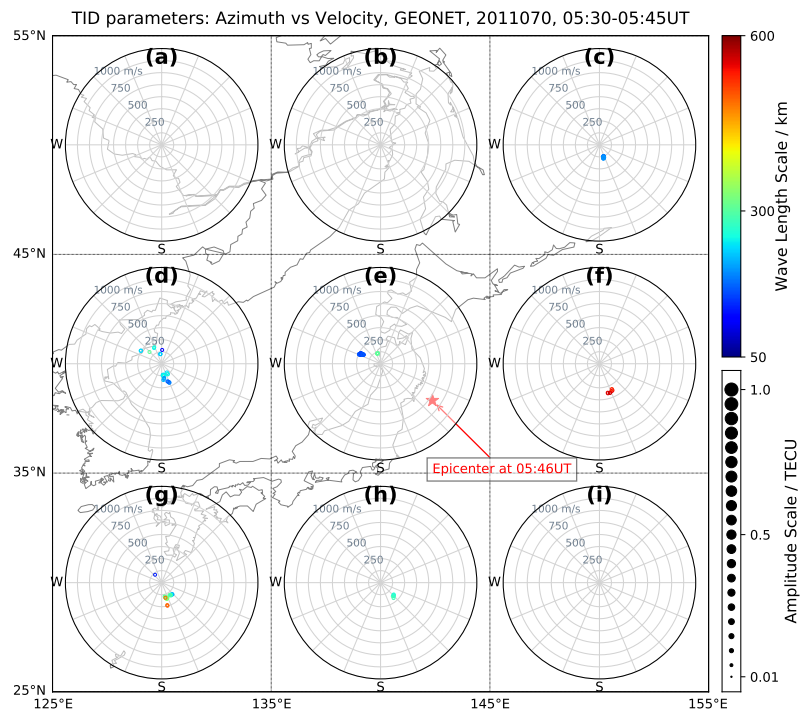 TID parameters: Azimuth vs Velocity, GEONET, 2011070, 05:30-05:45UT
55°N
45°N
35°N
25°N
125°E
135°E
145°E
155°E
(a)
1000 m/s
750
500
250
W
S
(b)
1000 m/s
750
500
250
W
S
(c)
1000 m/s
750
500
250
W
S
(d)
1000 m/s
750
500
250
W
S
(e)
1000 m/s
750
500
250
W
S
(f)
1000 m/s
750
500
250
W
S
Epicenter at 05:46UT
(g)
1000 m/s
750
500
250
W
S
(h)
1000 m/s
750
500
250
W
S
(i)
1000 m/s
750
500
250
W
S
600
300
50
Wave Length Scale / km
1.0
0.5
0.01
Amplitude Scale / TECU